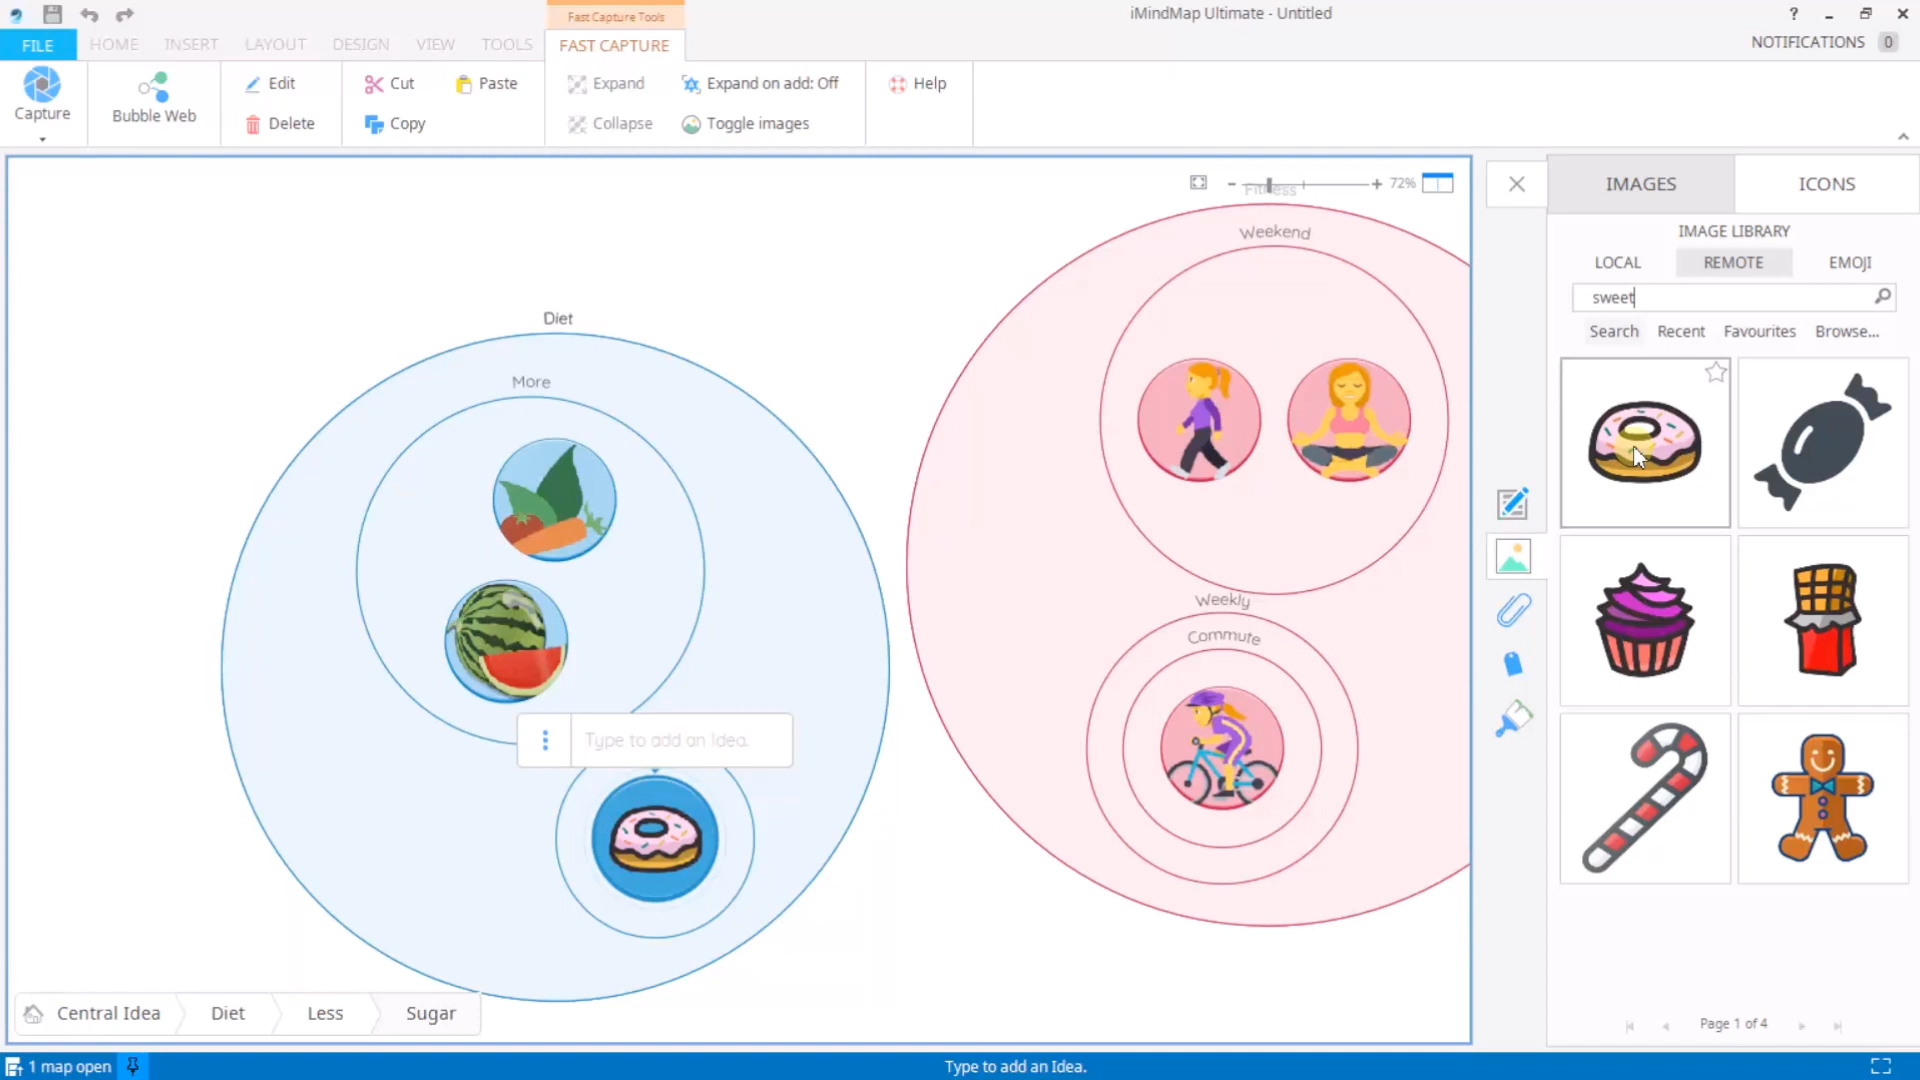 Fast Capture Tools
iMindMap Ultimate - Untitled
?
FILE
HOME
INSERT
LAYOUT
DESIGN
VIEW
TOOLS
FAST CAPTURE
NOTIFICATIONS 0
Capture
Bubble Web
Edit
Delete
Cut
Copy
Paste
Expand
Collapse
Expand on add: Off
Toggle images
Help
72%
Fitness
Weekend
Diet
More
Weekly
Commute
Type to add an Idea.
Central Idea
Diet
Less
Sugar
IMAGES
ICONS
IMAGE LIBRARY
LOCAL
REMOTE
EMOJI
sweet
Search
Recent
Favourites
Browse...
Page 1 of 4
1 map open
Type to add an Idea.